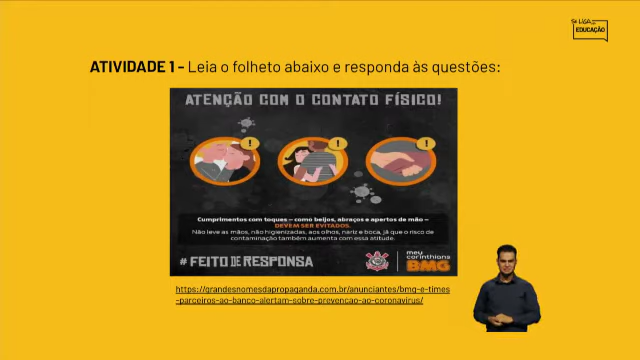 SE LIGA NA
EDUCAÇÃO
ATIVIDADE 1 - Leia o folheto abaixo e responda às questões:
ATENÇÃO COM O CONTATO FÍSICO!
! ! !
Cumprimentos com toques – como beijos, abraços e apertos de mão –
DEVEM SER EVITADOS.
Não leve as mãos, não higienizadas, aos olhos, nariz e boca, já que o risco de
contaminação também aumenta com essa atitude.
# FEITO DE RESPONSA
meu
corinthians
BMG
https://grandesnomesdapropaganda.com.br/anunciantes/bmg-e-times
-parceiros-ao-banco-alertam-sobre-prevencao-ao-coronavirus/